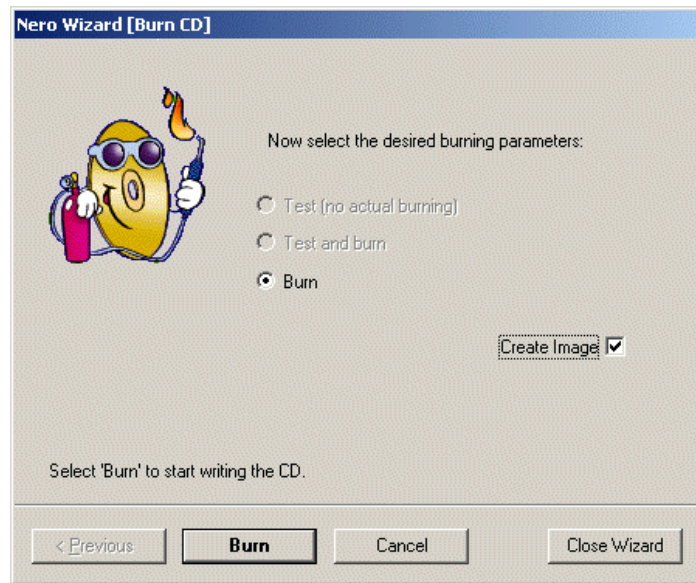 Nero Wizard [Burn CD]
Now select the desired burning parameters:
Test (no actual burning)
Test and burn
Burn
Create Image
Select 'Burn' to start writing the CD.
< Previous
Burn
Cancel
Close Wizard